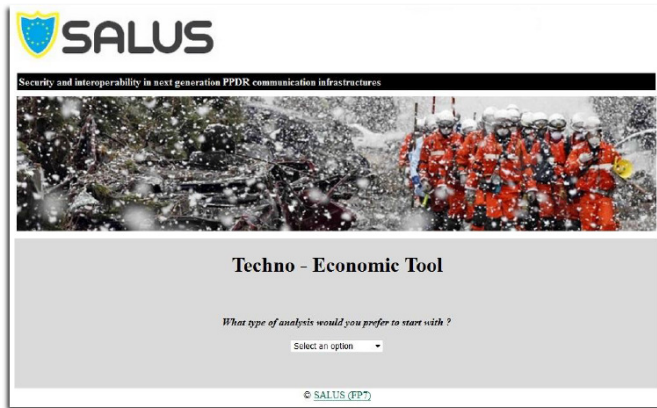 SALUS
Security and interoperability in next generation PPDR communication infrastructures
Techno - Economic Tool
What type of analysis would you prefer to start with ?
Select an option
© SALUS (FP7)